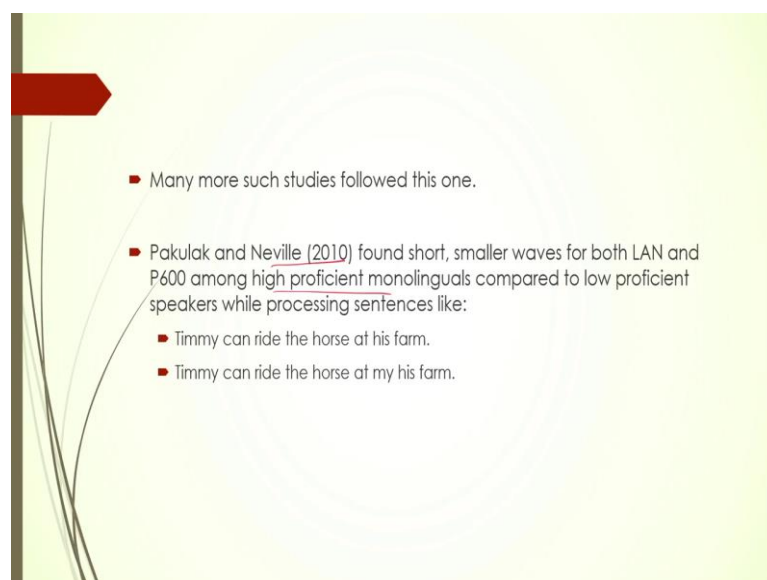 Many more such studies followed this one.
Pakulak and Neville (2010) found short, smaller waves for both LAN and
P600 among high proficient monolinguals compared to low proficient
speakers while processing sentences like:
Timmy can ride the horse at his farm.
Timmy can ride the horse at my his farm.